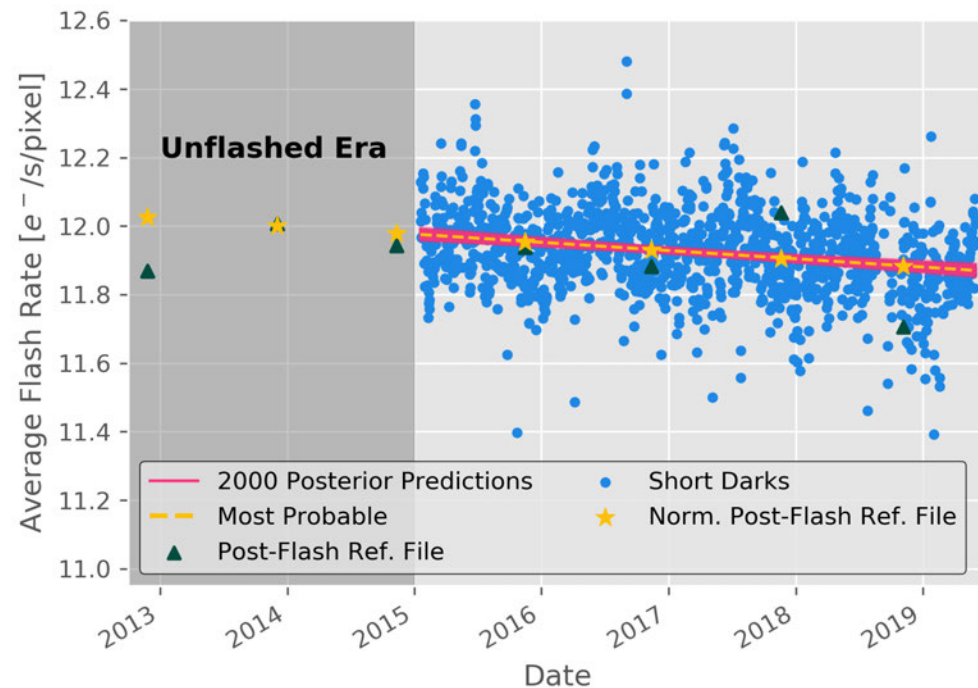 12.6
12.4
12.2
12.0
11.8
11.6
11.4
11.2
11.0
Average Flash Rate [e⁻/s/pixel]
Unflashed Era
2000 Posterior Predictions
Most Probable
Post-Flash Ref. File
Short Darks
Norm. Post-Flash Ref. File
2013
2014
2015
2016
2017
2018
2019
Date